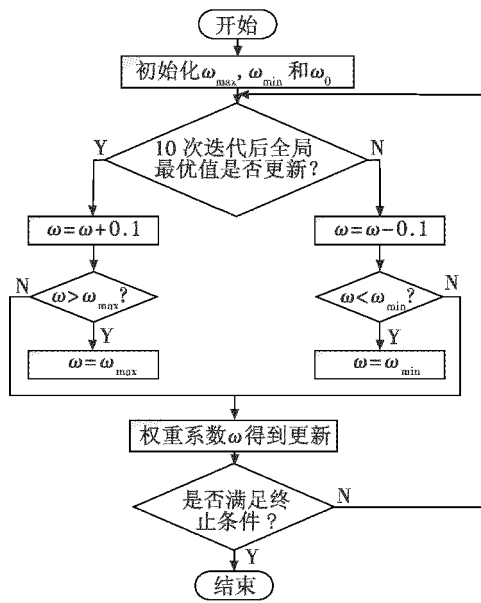 开始
初始化ω_max, ω_min 和ω_0
10 次迭代后全局
最优值是否更新?
Y
N
ω=ω+0.1
ω=ω-0.1
N
ω>ω_max?
Y
ω<ω_min?
N
Y
ω=ω_max
ω=ω_min
权重系数ω得到更新
是否满足终
止条件?
N
Y
结束